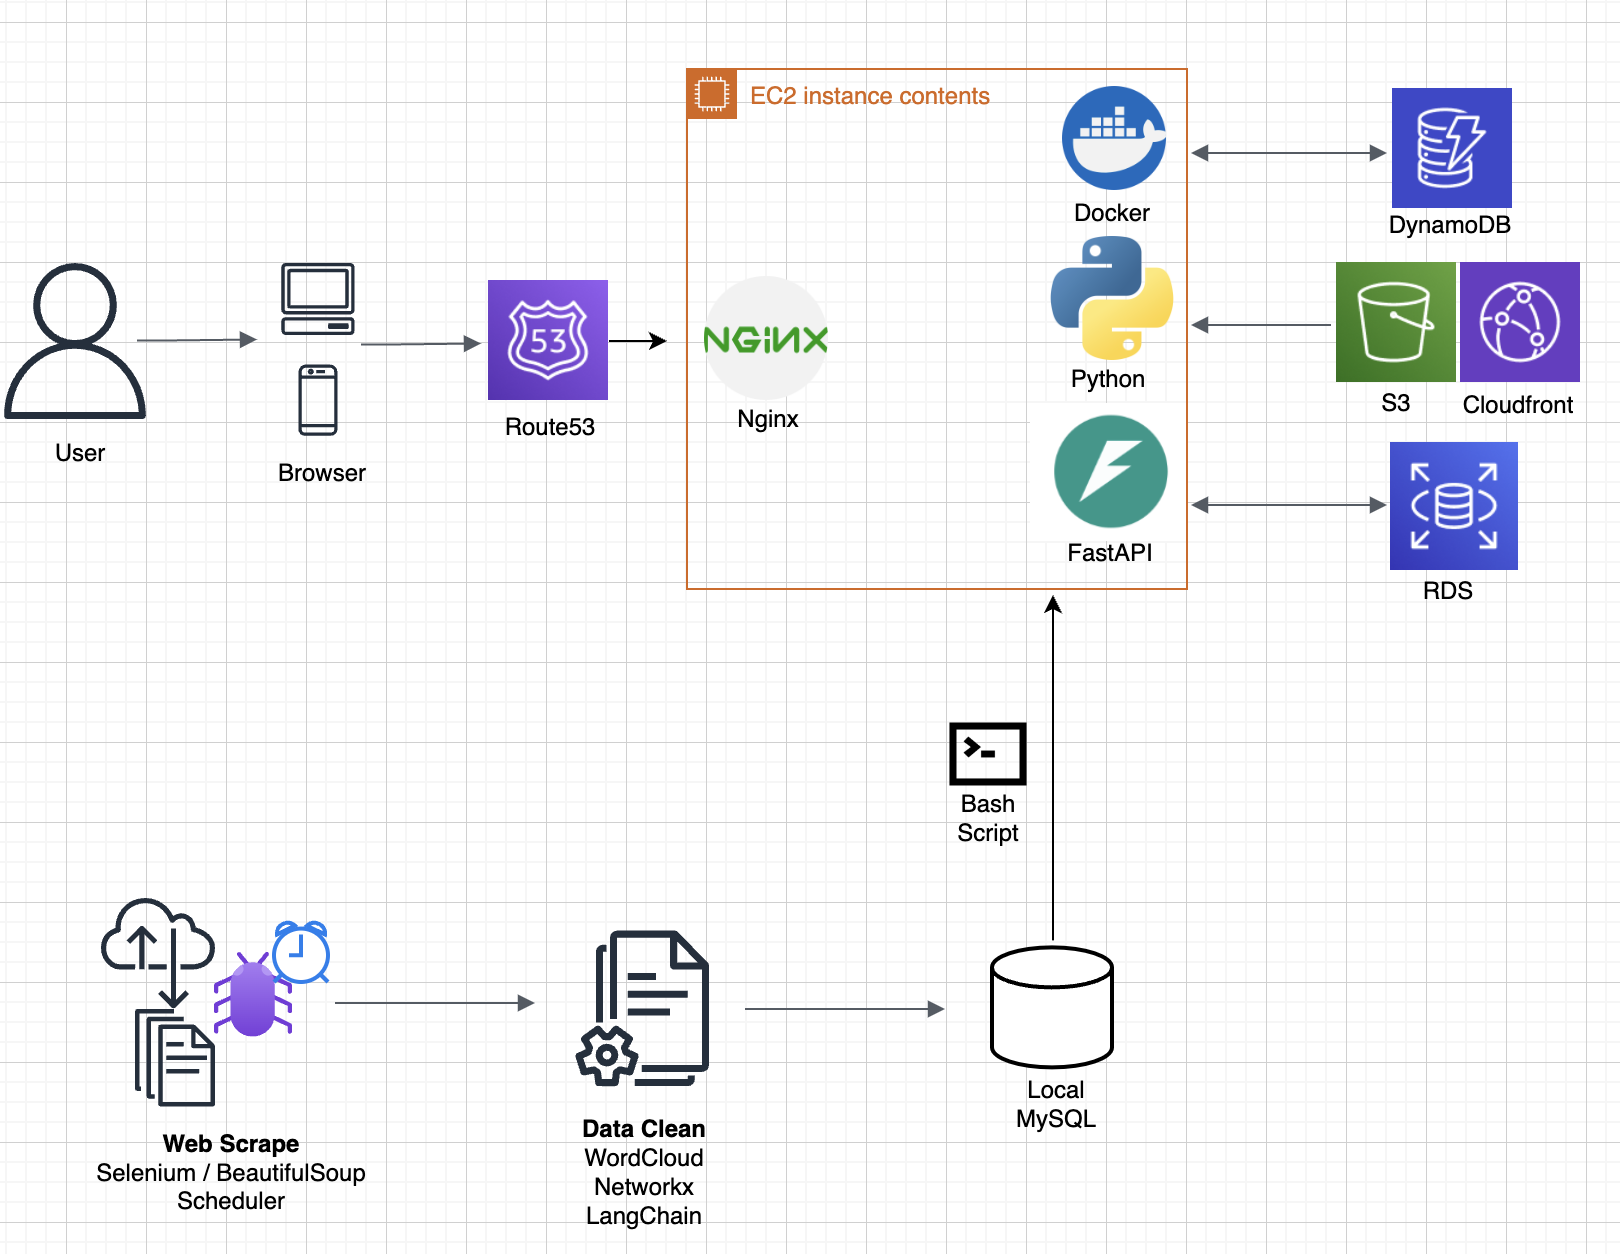 EC2 instance contents
Docker
DynamoDB
Python
S3
Cloudfront
53
Route53
NGINX
Nginx
User
Browser
FastAPI
RDS
>-
Bash
Script
Web Scrape
Selenium / BeautifulSoup
Scheduler
Data Clean
WordCloud
Networkx
LangChain
Local
MySQL